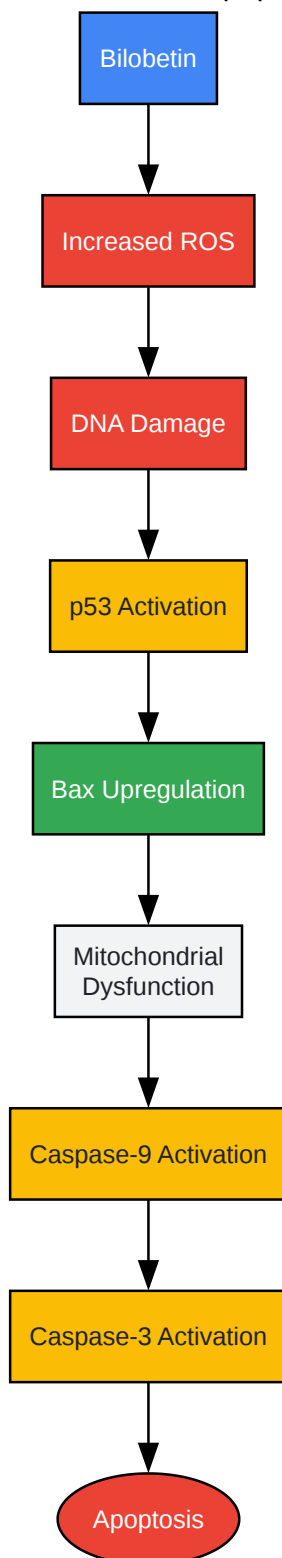 Bilobetin
Increased ROS
DNA Damage
p53 Activation
Bax Upregulation
Mitochondrial
Dysfunction
Caspase-9 Activation
Caspase-3 Activation
Apoptosis